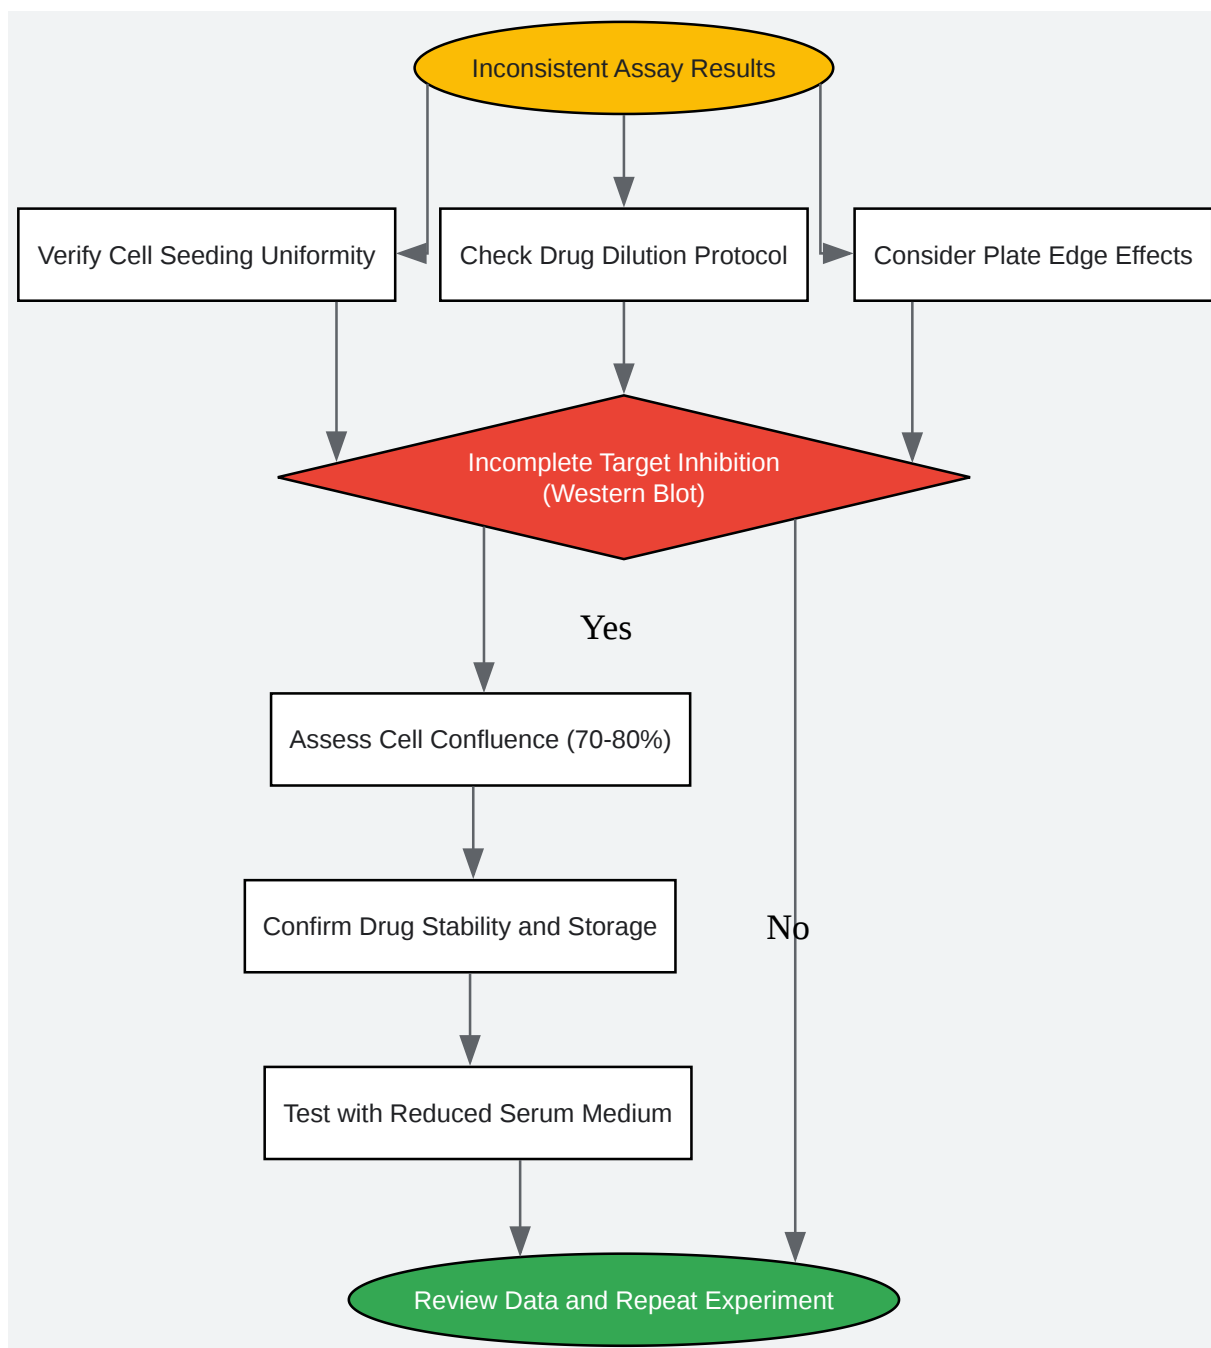 Inconsistent Assay Results
Verify Cell Seeding Uniformity
Check Drug Dilution Protocol
Consider Plate Edge Effects
Incomplete Target Inhibition
(Western Blot)
Yes
Assess Cell Confluence (70-80%)
Confirm Drug Stability and Storage
No
Test with Reduced Serum Medium
Review Data and Repeat Experiment